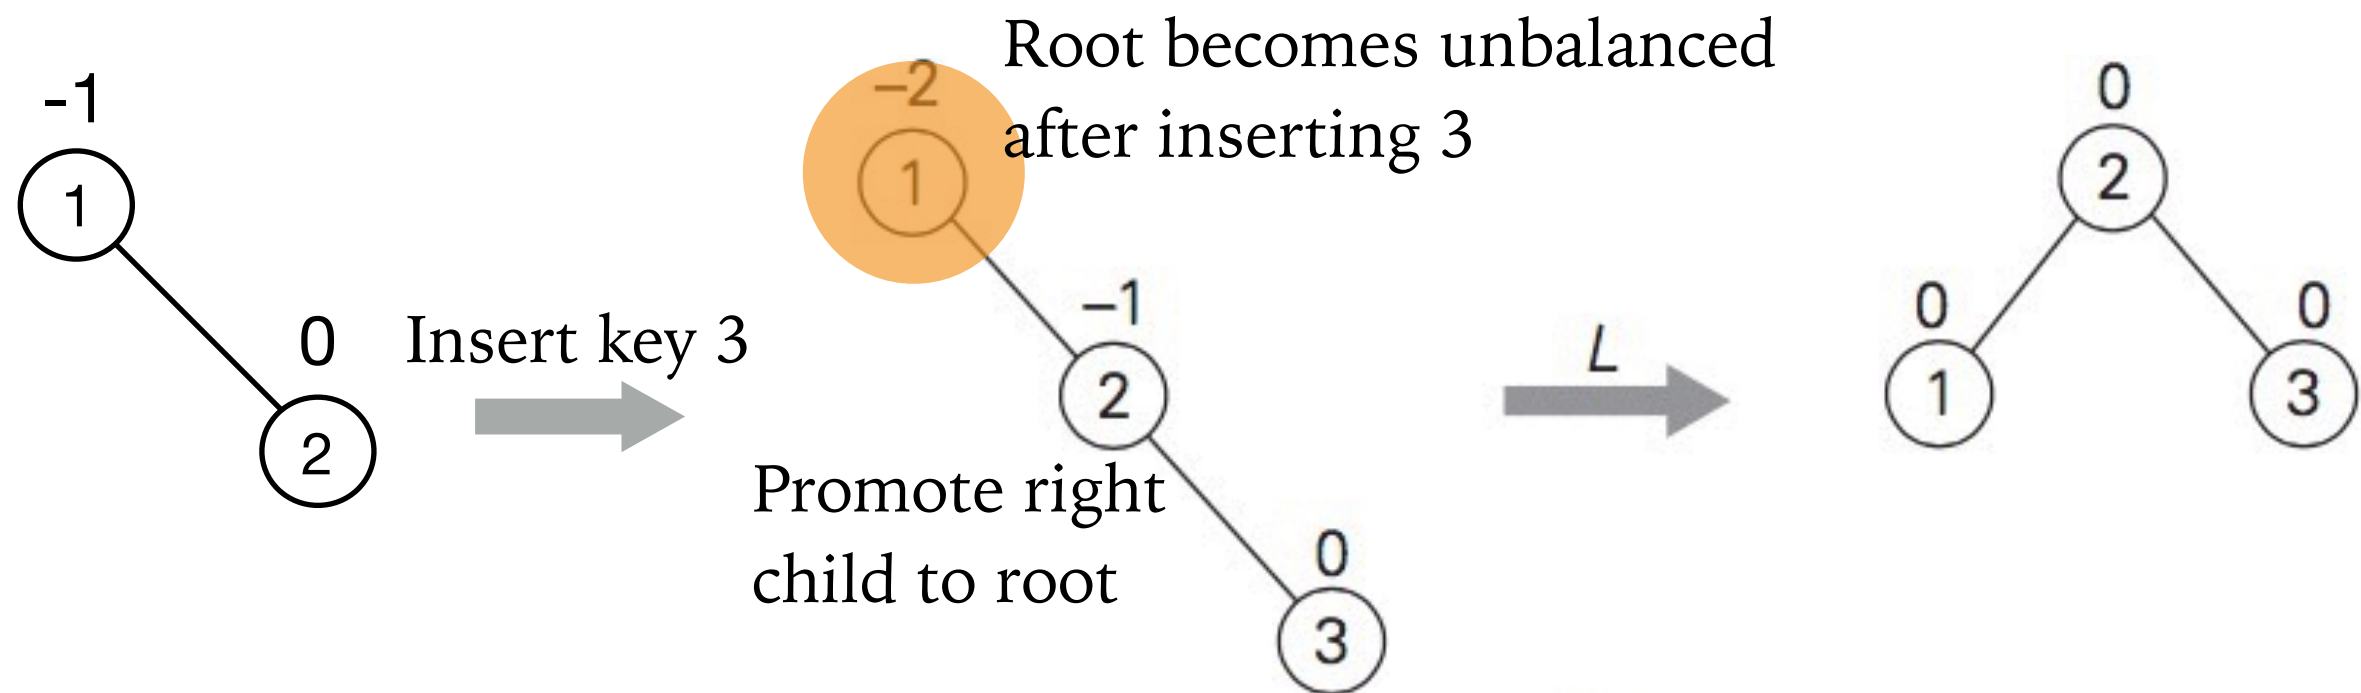 -1
1
0
2
Insert key 3
Root becomes unbalanced
after inserting 3
–2
1
–1
2
Promote right
child to root
0
3
L
0
2
0
1
0
3